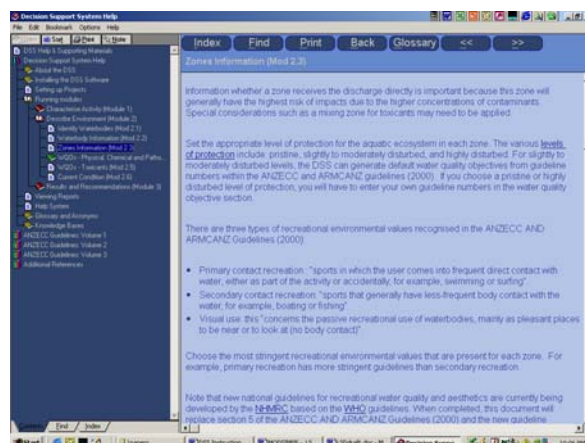 Decision Support System Help
File Edit Bookmark Options Help
Sort Print Note
Index Find Print Back Glossary << >>
DSS Help & Supporting Materials
Decision Support System Help
About the DSS
Installing the DSS Software
Setting up Projects
Running modules
Characterise Activity (Module 1)
Describe Environment (Module 2)
Identify Waterbodies (Mod 2.1)
Waterbody Information (Mod 2.2)
Zones Information (Mod 2.3)
WQOs - Physical, Chemical and Patho
WQOs - Toxicants (Mod 2.5)
Current Condition (Mod 2.6)
Results and Recommendations (Module 3)
Viewing Reports
Help System
Glossary and Acronyms
Knowledge Bases
ANZECC Guidelines: Volume 1
ANZECC Guidelines: Volume 2
ANZECC Guidelines: Volume 3
Additional References
Find Index
Zones Information (Mod 2.3)
Information whether a zone receives the discharge directly is important because this zone will
generally have the highest risk of impacts due to the higher concentrations of contaminants.
Special considerations such as a mixing zone for toxicants may need to be applied.
Set the appropriate level of protection for the aquatic ecosystem in each zone. The various levels
of protection include: pristine, slightly to moderately disturbed, and highly disturbed. For slightly to
moderately disturbed levels, the DSS can generate default water quality objectives from guideline
numbers within the ANZECC and ARMCANZ guidelines (2000). If you choose a pristine or highly
disturbed level of protection, you will have to enter your own guideline numbers in the water quality
objective section.
There are three types of recreational environmental values recognised in the ANZECC AND
ARMCANZ Guidelines (2000):
• Primary contact recreation: "sports in which the user comes into frequent direct contact with
water, either as part of the activity or accidentally; for example, swimming or surfing"
• Secondary contact recreation: "sports that generally have less-frequent body contact with the
water, for example, boating or fishing"
• Visual use: this "concerns the passive recreational use of waterbodies, mainly as pleasant places
to be near or to look at (no body contact)"
Choose the most stringent recreational environmental values that are present for each zone. For
example, primary recreation has more stringent guidelines than secondary recreation.
Note that new national guidelines for recreational water quality and aesthetics are currently being
developed by the NHMRC based on the WHO guidelines. When completed, this document will
replace section 5 of the ANZECC AND ARMCANZ Guidelines (2000) and the new guideline